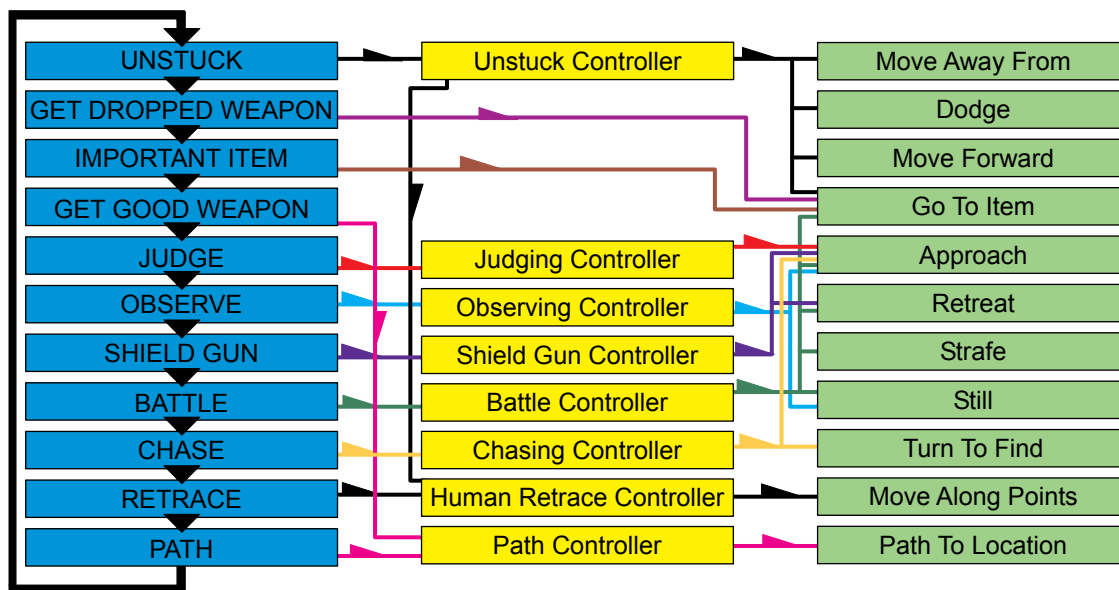 UNSTUCK
GET DROPPED WEAPON
IMPORTANT ITEM
GET GOOD WEAPON
JUDGE
OBSERVE
SHIELD GUN
BATTLE
CHASE
RETRACE
PATH
Unstuck Controller
Judging Controller
Observing Controller
Shield Gun Controller
Battle Controller
Chasing Controller
Human Retrace Controller
Path Controller
Move Away From
Dodge
Move Forward
Go To Item
Approach
Retreat
Strafe
Still
Turn To Find
Move Along Points
Path To Location